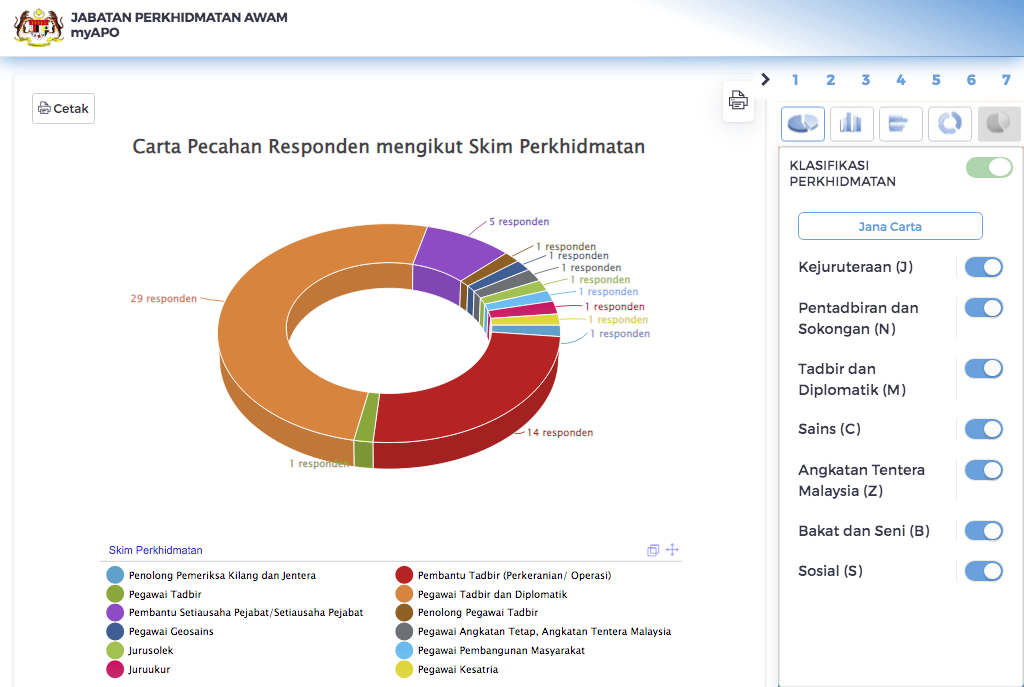 JABATAN PERKHIDMATAN AWAM
myAPO
1 2 3 4 5 6 7
Cetak
Carta Pecahan Responden mengikut Skim Perkhidmatan
5 responden
1 responden
1 responden
1 responden
1 responden
1 responden
1 responden
1 responden
1 responden
29 responden
14 responden
1 responden
Skim Perkhidmatan
Penolong Pemeriksa Kilang dan Jentera
Pembantu Tadbir (Perkeranian/ Operasi)
Pegawai Tadbir
Pegawai Tadbir dan Diplomatik
Pembantu Setiausaha Pejabat/Setiausaha Pejabat
Penolong Pegawai Tadbir
Pegawai Geosains
Pegawai Angkatan Tetap, Angkatan Tentera Malaysia
Jurusolek
Pegawai Pembangunan Masyarakat
Juruukur
Pegawai Kesatria
KLASIFIKASI
PERKHIDMATAN
Jana Carta
Kejuruteraan (J)
Pentadbiran dan
Sokongan (N)
Tadbir dan
Diplomatik (M)
Sains (C)
Angkatan Tentera
Malaysia (Z)
Bakat dan Seni (B)
Sosial (S)